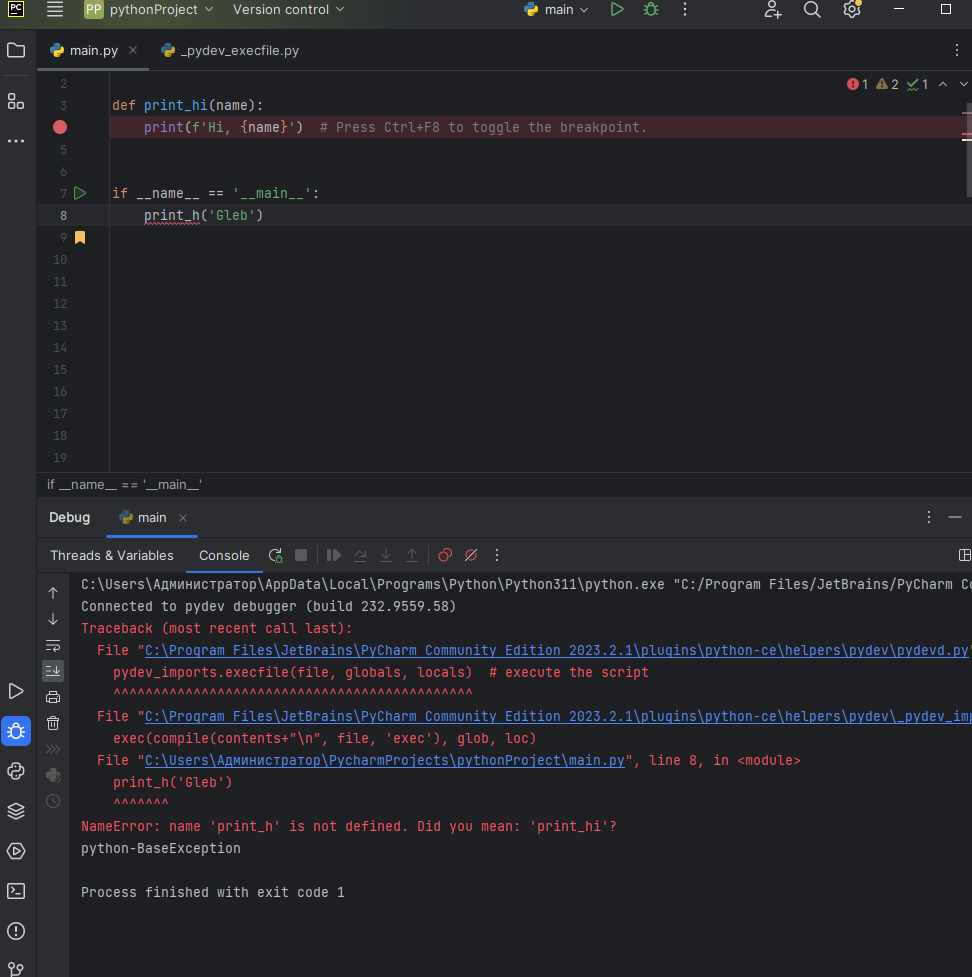 PC
PP pythonProject Version control main
main.py _pydev_execfile.py
2
1 2 1
3 def print_hi(name):
print(f'Hi, {name}') # Press Ctrl+F8 to toggle the breakpoint.
5
6
7 if __name__ == '__main__':
8 print_h('Gleb')
9
10
11
12
13
14
15
16
17
18
19
if __name__ == '__main__'
Debug main
Threads & Variables Console
C:\Users\Администратор\AppData\Local\Programs\Python\Python311\python.exe "C:/Program Files/JetBrains/PyCharm
Connected to pydev debugger (build 232.9559.58)
Traceback (most recent call last):
File "C:\Program Files\JetBrains\PyCharm Community Edition 2023.2.1\plugins\python-ce\helpers\pydev\pydevd.py"
pydev_imports.execfile(file, globals, locals) # execute the script
^^^^^^^^^^^^^^^^^^^^^^^^^^^^^^^^^^^^^^^^^^^^^
File "C:\Program Files\JetBrains\PyCharm Community Edition 2023.2.1\plugins\python-ce\helpers\pydev\_pydev_im
exec(compile(contents+"\n", file, 'exec'), glob, loc)
File "C:\Users\Администратор\PycharmProjects\pythonProject\main.py", line 8, in <module>
print_h('Gleb')
^^^^^^^
NameError: name 'print_h' is not defined. Did you mean: 'print_hi'?
python-BaseException
Process finished with exit code 1